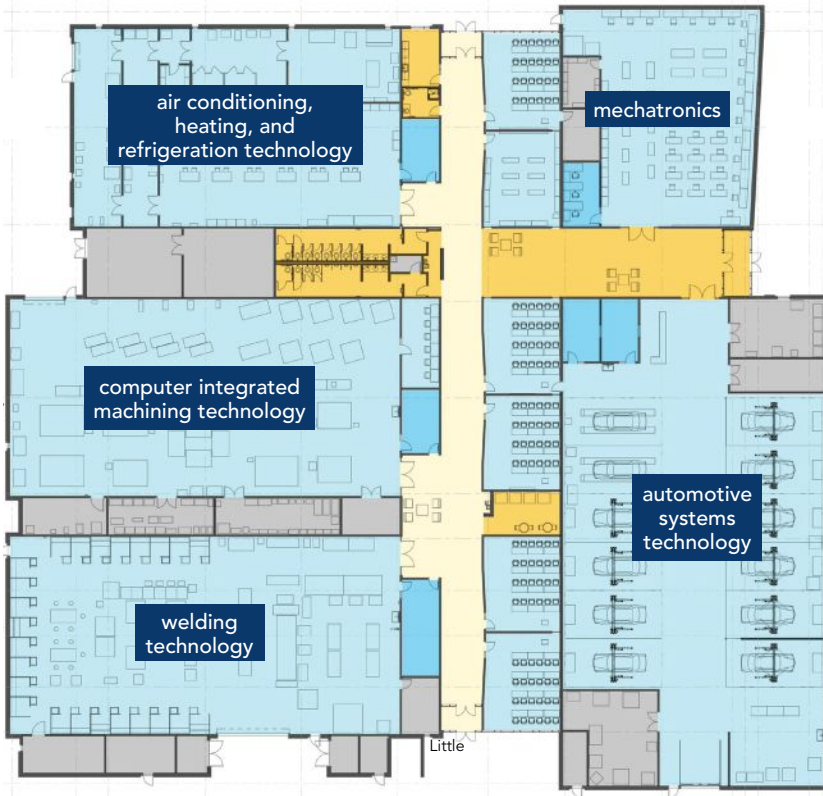 air conditioning,
heating, and
refrigeration technology
mechatronics
computer integrated
machining technology
automotive
systems
technology
welding
technology
Little